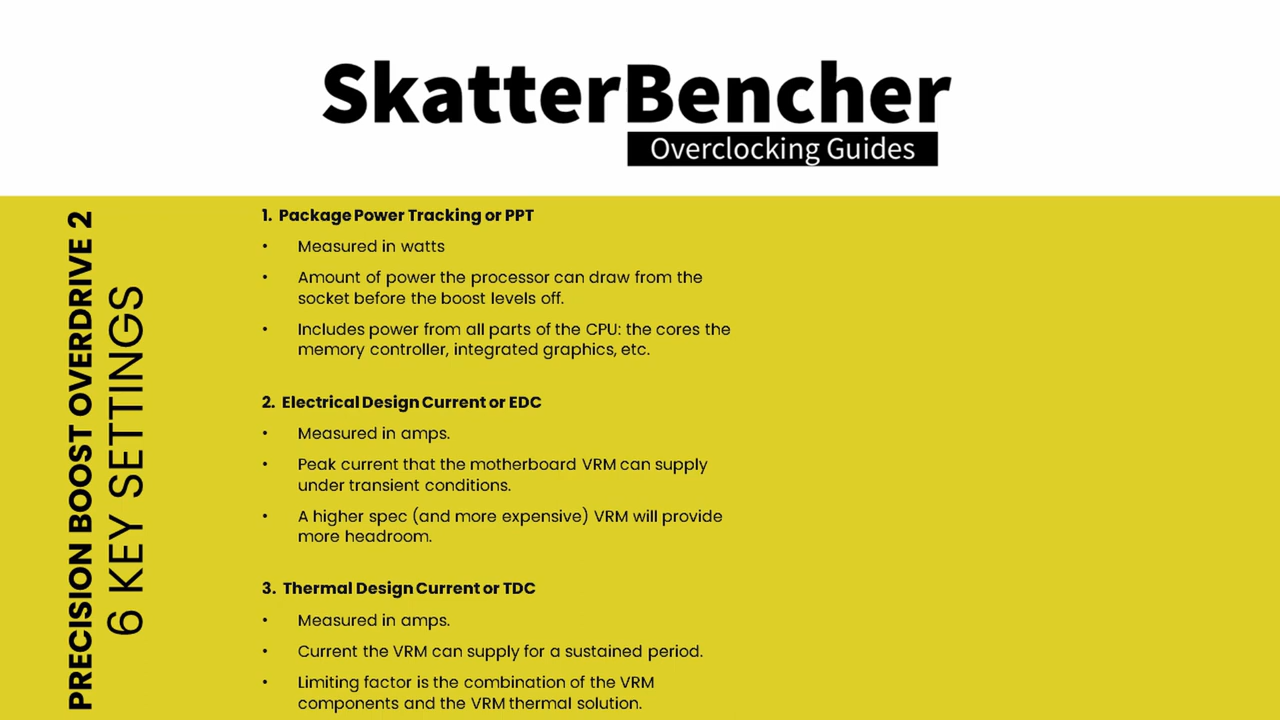 SkatterBencher
Overclocking Guides
PRECISION BOOST OVERDRIVE 2
6 KEY SETTINGS
1. Package Power Tracking or PPT
• Measured in watts
• Amount of power the processor can draw from the
socket before the boost levels off.
• Includes power from all parts of the CPU: the cores the
memory controller, integrated graphics, etc.
2. Electrical Design Current or EDC
• Measured in amps.
• Peak current that the motherboard VRM can supply
under transient conditions.
• A higher spec (and more expensive) VRM will provide
more headroom.
3. Thermal Design Current or TDC
• Measured in amps.
• Current the VRM can supply for a sustained period.
• Limiting factor is the combination of the VRM
components and the VRM thermal solution.